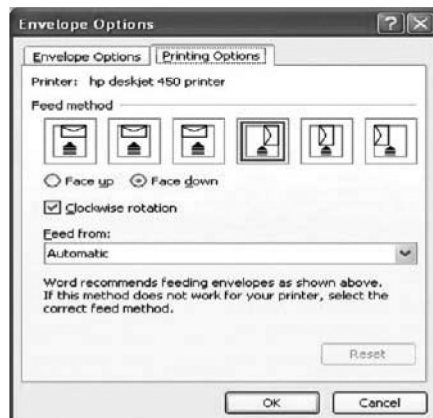 Envelope Options
Envelope Options Printing Options
Printer: hp deskjet 450 printer
Feed method
Face up Face down
Clockwise rotation
Feed from:
Automatic
Word recommends feeding envelopes as shown above.
If this method does not work for your printer, select the
correct feed method.
Reset
OK Cancel